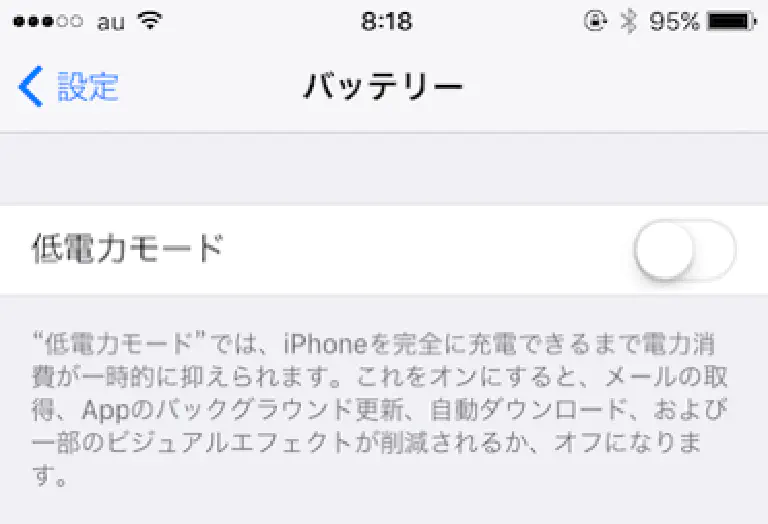 au 8:18 95%
設定 バッテリー
低電力モード
“低電力モード”では、iPhoneを完全に充電できるまで電力消
費が一時的に抑えられます。これをオンにすると、メールの取
得、Appのバックグラウンド更新、自動ダウンロード、および
一部のビジュアルエフェクトが削減されるか、オフになりま
す。